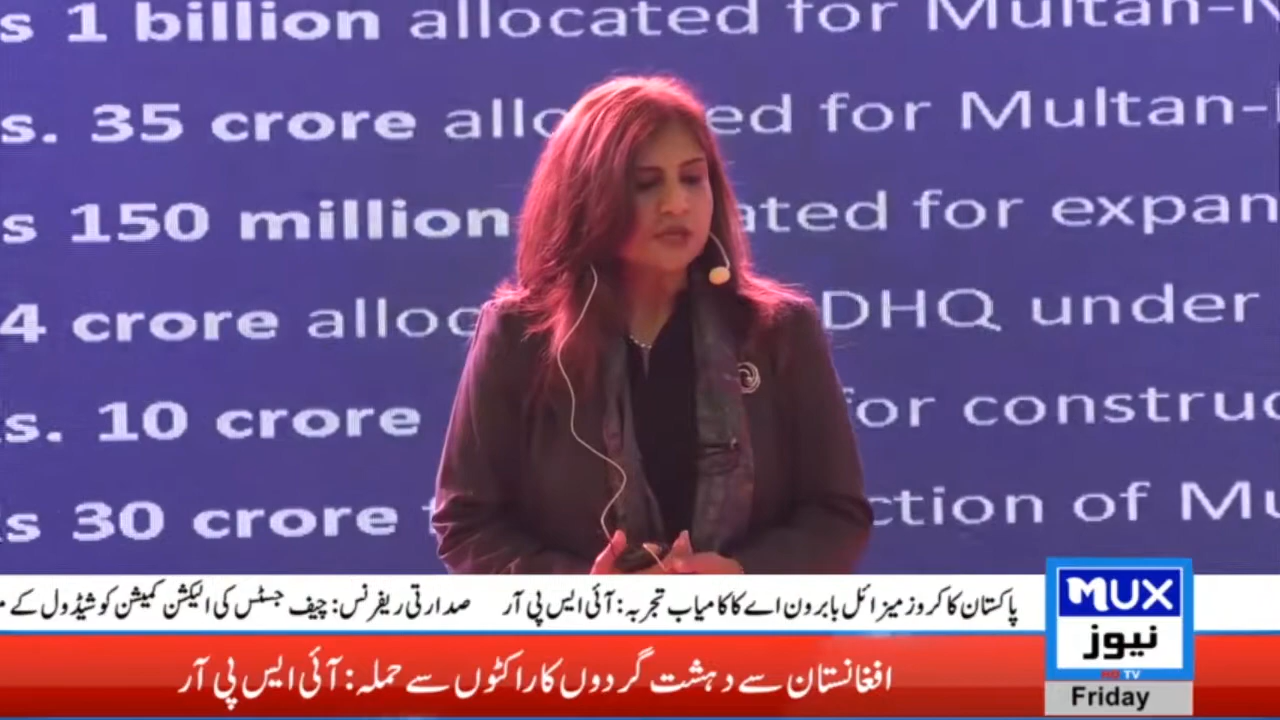 s 1 billion allocated for Multan-
s. 35 crore allo ed for Multan-
s 150 million ated for expan
4 crore alloc DHQ under
s. 10 crore for construc
s 30 crore ction of Mu
پاکستان کا کروز میزائل بابر ون اے کا کامیاب تجربہ: آئی ایس پی آر صدارتی ریفرنس: چیف جسٹس کی الیکشن کمیشن کو شیڈول کے
MUX
نیوز
HD TV
افغانستان سے دہشت گردوں کا راکٹوں سے حملہ: آئی ایس پی آر
Friday